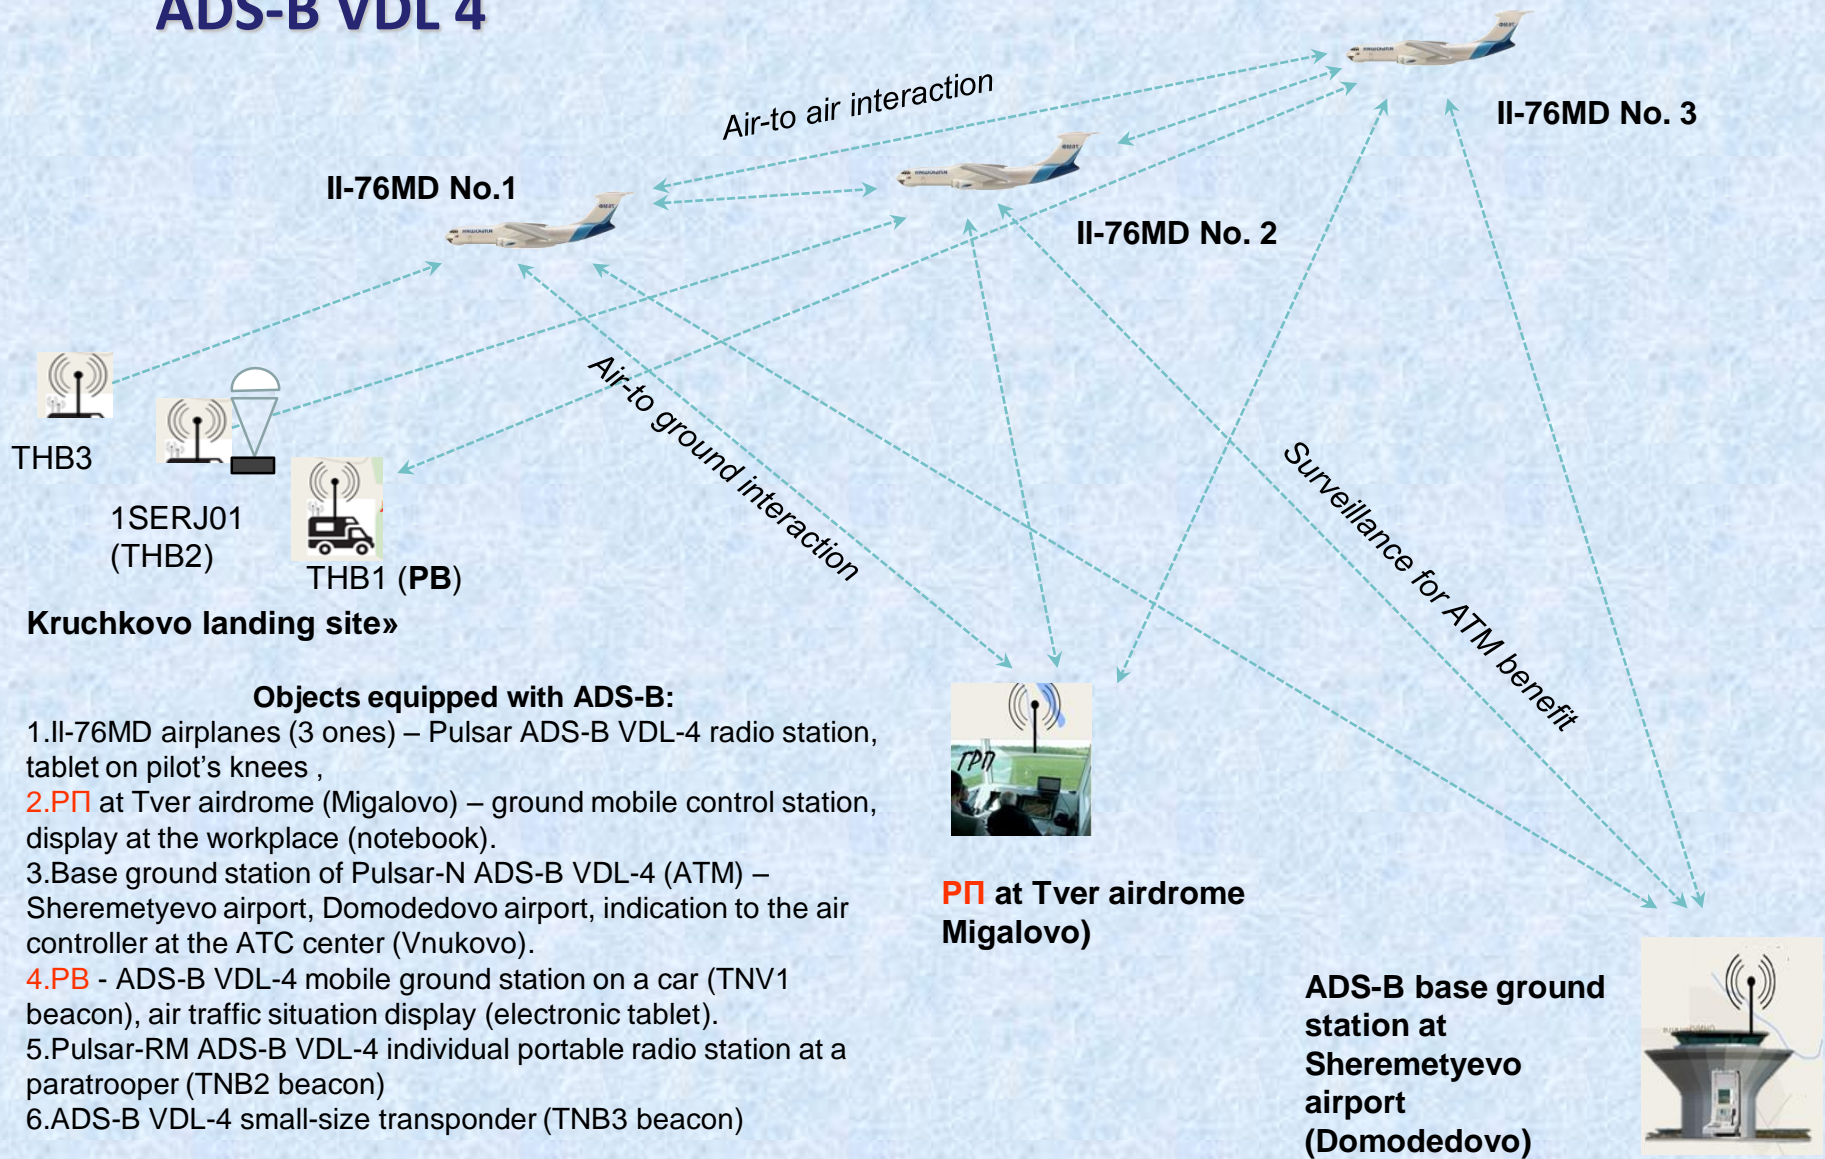 ADS-B VDL 4
Air-to air interaction
Il-76MD No. 3
Il-76MD No.1
Il-76MD No. 2
Air-to ground interaction
Surveillance for ATM benefit
THB3
1SERJ01
(THB2)
THB1 (PB)
Kruchkovo landing site»
Objects equipped with ADS-B:
1.Il-76MD airplanes (3 ones) – Pulsar ADS-B VDL-4 radio station,
tablet on pilot’s knees ,
2.РП at Tver airdrome (Migalovo) – ground mobile control station,
display at the workplace (notebook).
3.Base ground station of Pulsar-N ADS-B VDL-4 (ATM) –
Sheremetyevo airport, Domodedovo airport, indication to the air
controller at the ATC center (Vnukovo).
4.PB - ADS-B VDL-4 mobile ground station on a car (TNV1
beacon), air traffic situation display (electronic tablet).
5.Pulsar-RM ADS-B VDL-4 individual portable radio station at a
paratrooper (TNB2 beacon)
6.ADS-B VDL-4 small-size transponder (TNB3 beacon)
ГРП
РП at Tver airdrome
Migalovo)
ADS-B base ground
station at
Sheremetyevo
airport
(Domodedovo)